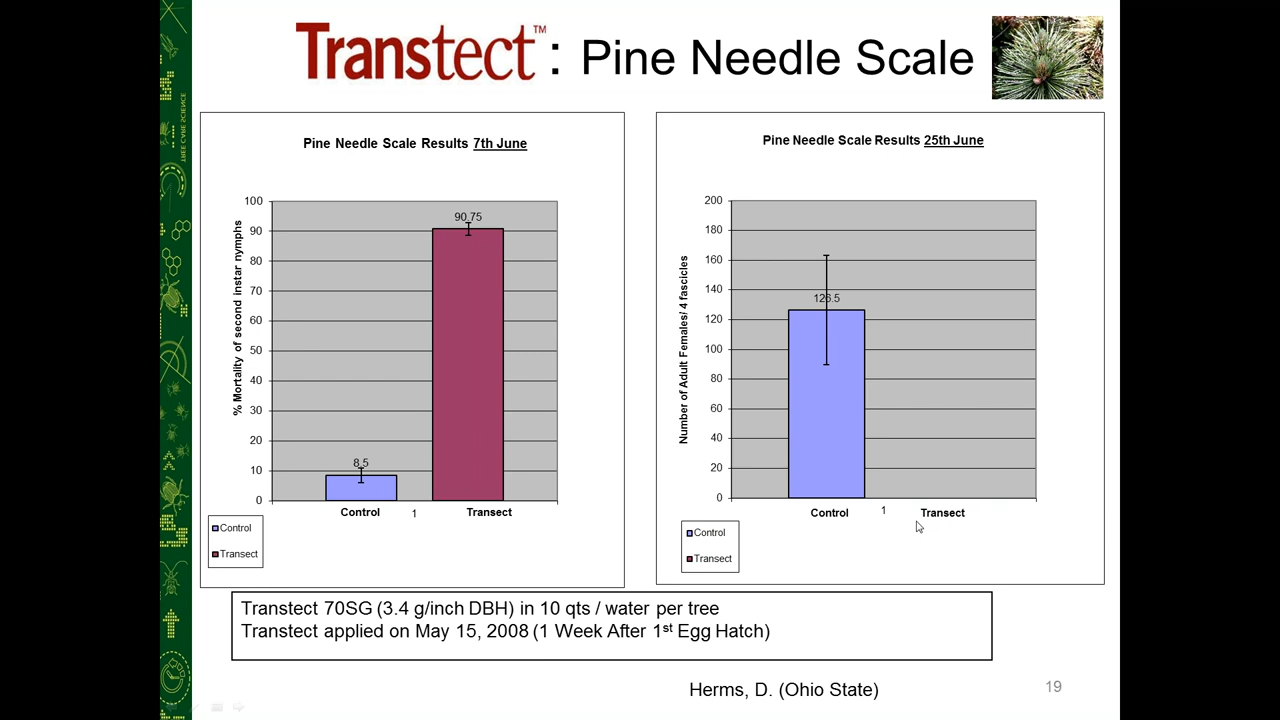 Transtect™: Pine Needle Scale
TREE CARE SCIENCE
Pine Needle Scale Results 7th June
% Mortality of second instar nymphs
100
90
80
70
60
50
40
30
20
10
0
8.5
90.75
Control
1
Transect
Control
Transect
Pine Needle Scale Results 25th June
Number of Adult Females/ 4 fascicles
200
180
160
140
120
100
80
60
40
20
0
126.5
Control
1
Transect
Control
Transect
Transtect 70SG (3.4 g/inch DBH) in 10 qts / water per tree
Transtect applied on May 15, 2008 (1 Week After 1st Egg Hatch)
Herms, D. (Ohio State)
19